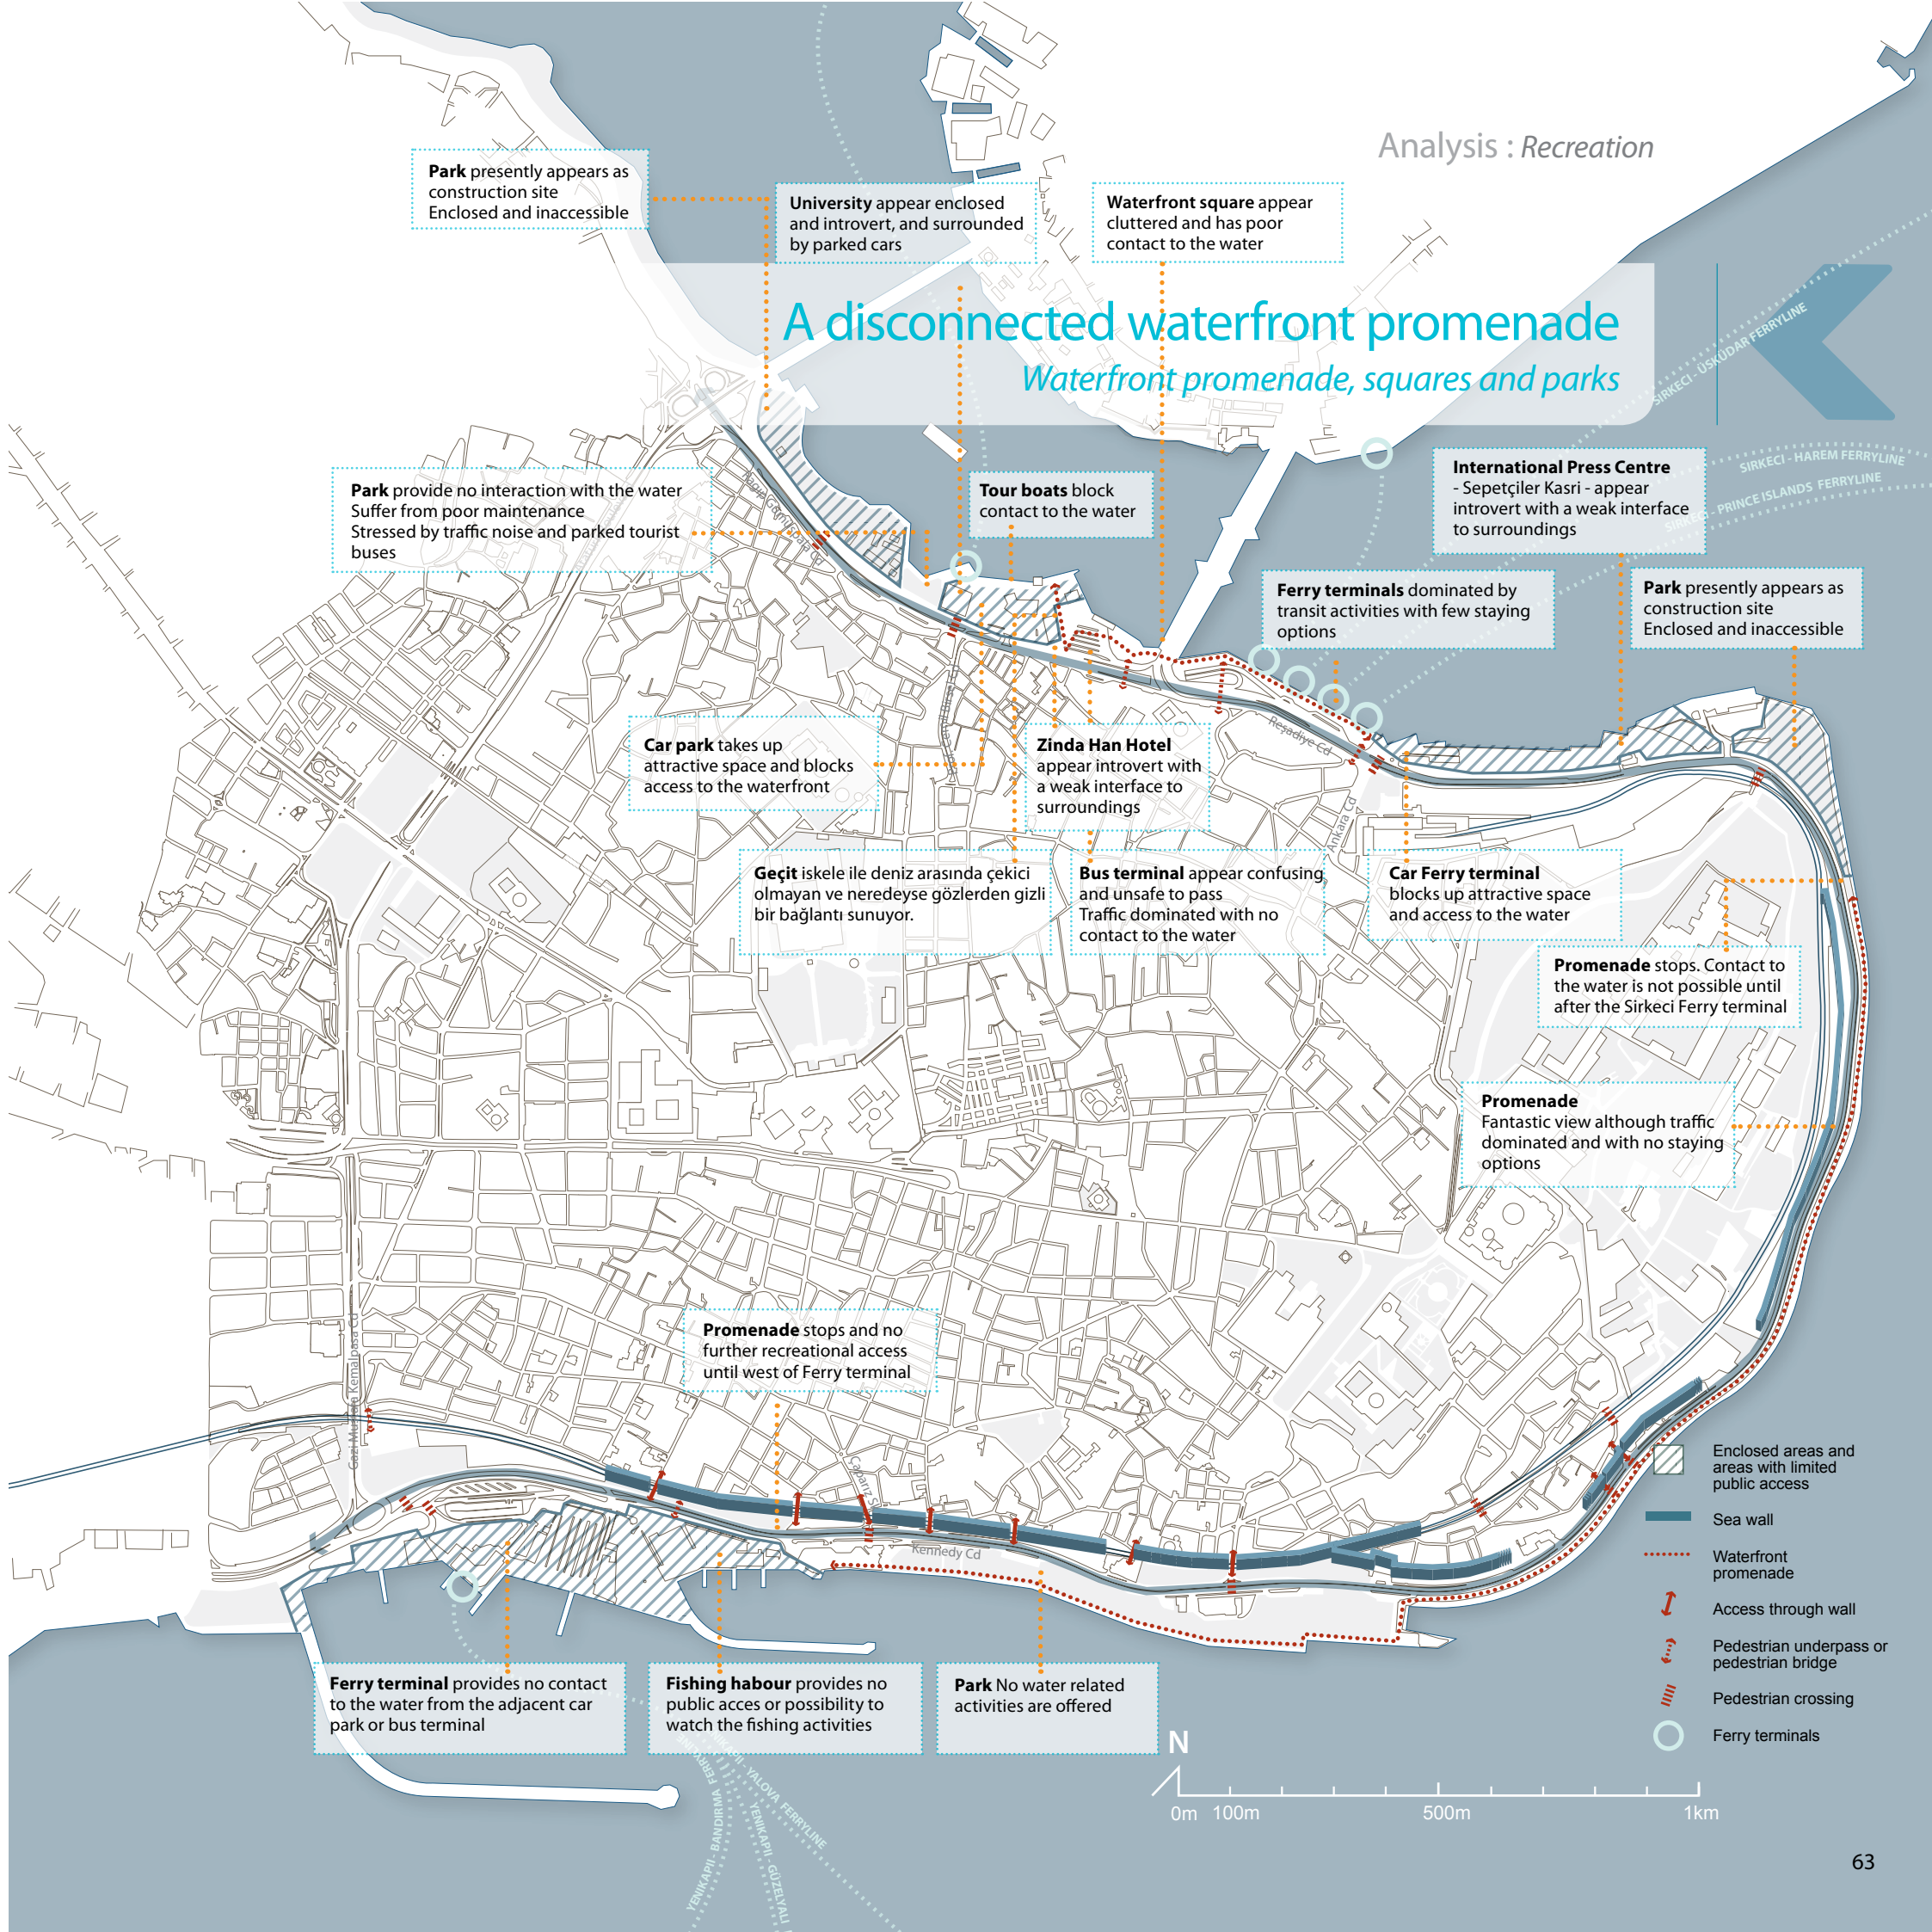 Analysis : Recreation
Park presently appears as
construction site
Enclosed and inaccessible
University appear enclosed
and introvert, and surrounded
by parked cars
Waterfront square appear
cluttered and has poor
contact to the water
A disconnected waterfront promenade
Waterfront promenade, squares and parks
SIRKECI - ÜSKÜDAR FERRYLINE
SIRKECI - HAREM FERRYLINE
SIRKECI - PRINCE ISLANDS FERRYLINE
Park provide no interaction with the water
Suffer from poor maintenance
Stressed by traffic noise and parked tourist
buses
Tour boats block
contact to the water
International Press Centre
- Sepetçiler Kasri - appear
introvert with a weak interface
to surroundings
Ferry terminals dominated by
transit activities with few staying
options
Park presently appears as
construction site
Enclosed and inaccessible
Reşadiye Cd
Car park takes up
attractive space and blocks
access to the waterfront
Zinda Han Hotel
appear introvert with
a weak interface to
surroundings
Ankara Cd
Geçit iskele ile deniz arasında çekici
olmayan ve neredeyse gözlerden gizli
bir bağlantı sunuyor.
Bus terminal appear confusing
and unsafe to pass
Traffic dominated with no
contact to the water
Car Ferry terminal
blocks up attractive space
and access to the water
Promenade stops. Contact to
the water is not possible until
after the Sirkeci Ferry terminal
Promenade
Fantastic view although traffic
dominated and with no staying
options
Promenade stops and no
further recreational access
until west of Ferry terminal
Gazi Mustafa Kemalpasa Cd
Kennedy Cd
Enclosed areas and
areas with limited
public access
Sea wall
Waterfront
promenade
Access through wall
Pedestrian underpass or
pedestrian bridge
Pedestrian crossing
Ferry terminals
Ferry terminal provides no contact
to the water from the adjacent car
park or bus terminal
Fishing habour provides no
public acces or possibility to
watch the fishing activities
Park No water related
activities are offered
YENIKAPII - YALOVA FERRYLINE
YENIKAPII - BANDIRMA FERRYLINE
YENIKAPII - GÜZELYALI
N
0m 100m 500m 1km
63